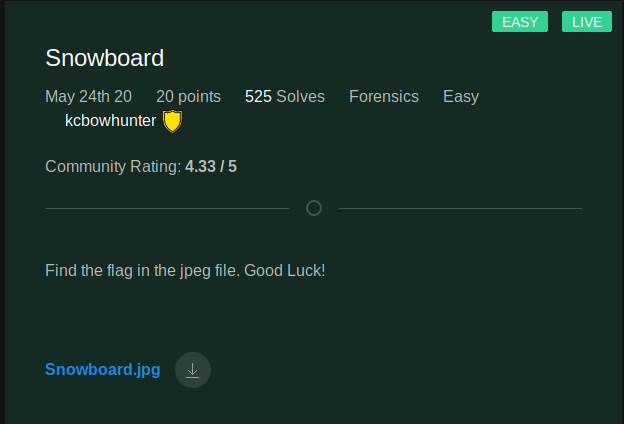 EASY LIVE
Snowboard
May 24th 20 20 points 525 Solves Forensics Easy
kcbowhunter
Community Rating: 4.33 / 5
Find the flag in the jpeg file. Good Luck!
Snowboard.jpg